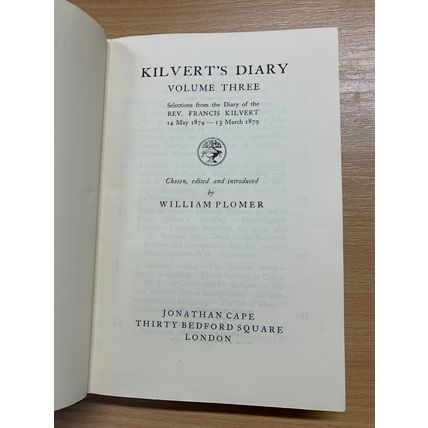 KILVERT'S DIARY
VOLUME THREE
Selections from the Diary of the
REV. FRANCIS KILVERT
14 May 1874 — 13 March 1879
Chosen, edited and introduced
by
WILLIAM PLOMER
JONATHAN CAPE
THIRTY BEDFORD SQUARE
LONDON